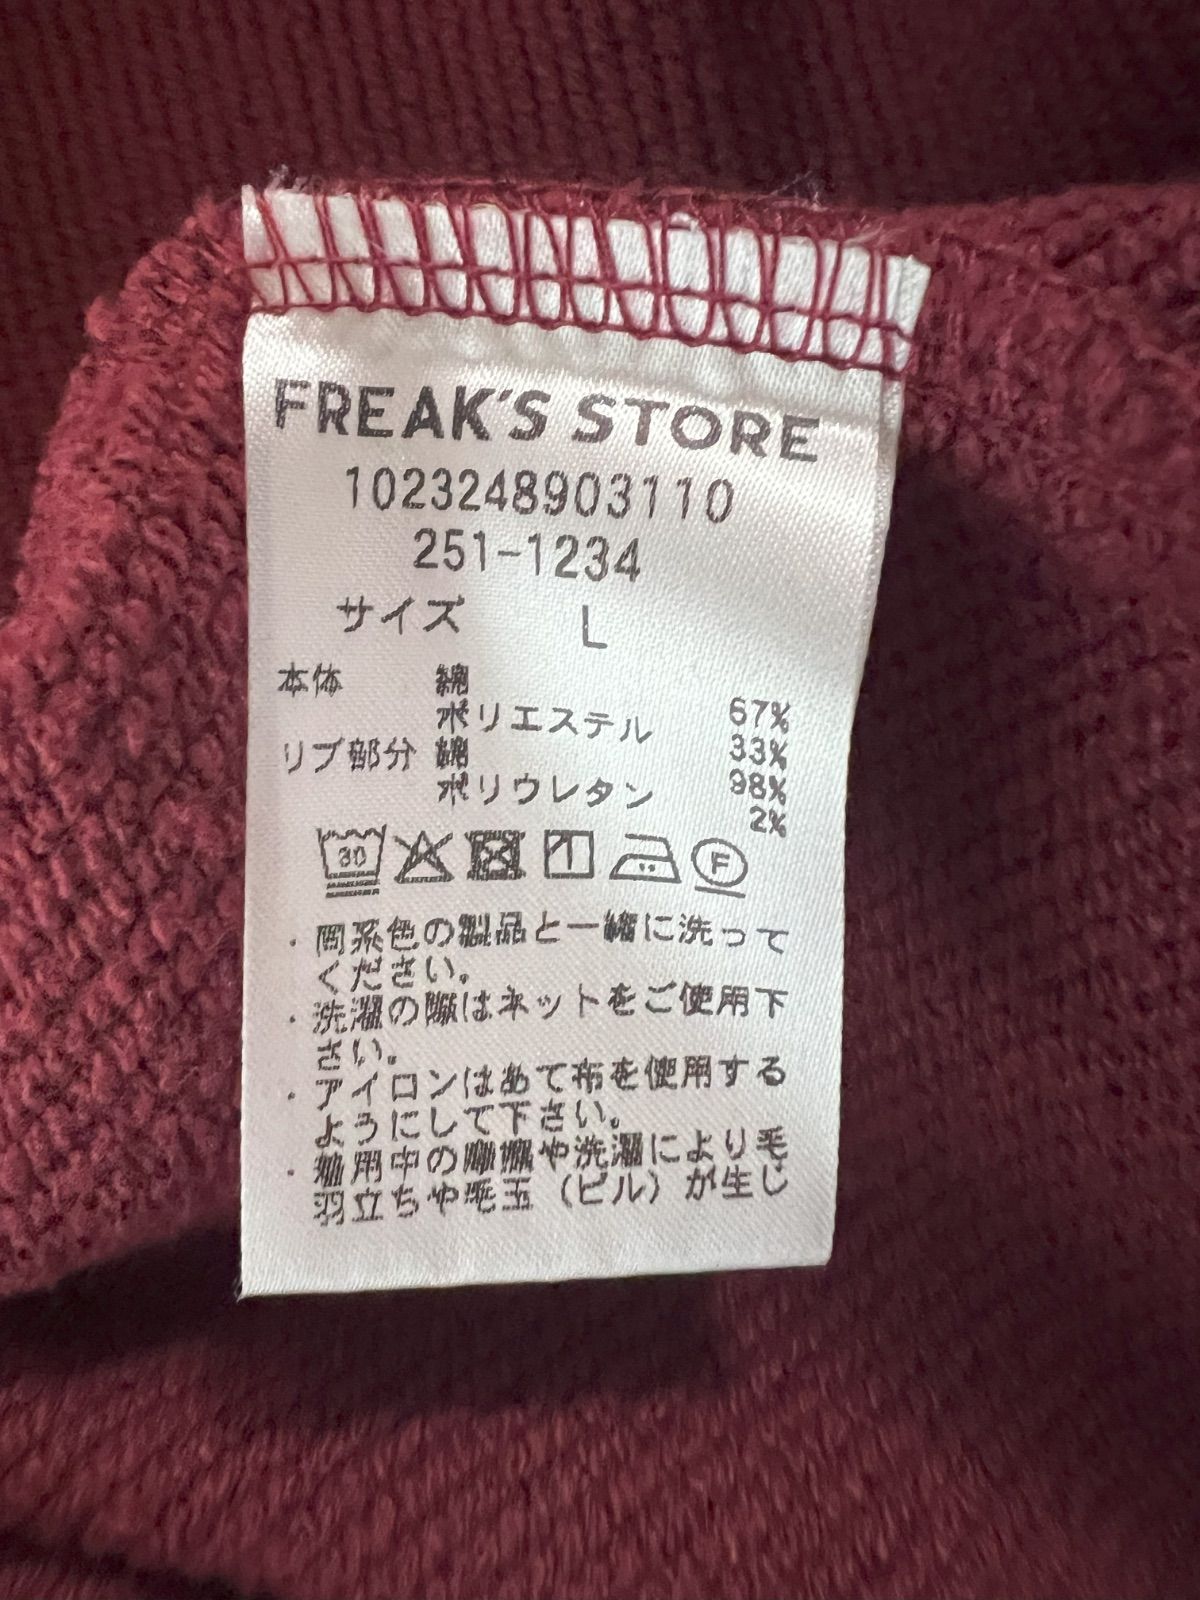 FREAK'S STORE
1023248903110
251-1234
サイズ L
本体 綿 67%
ポリエステル 33%
リブ部分 綿 98%
ポリウレタン 2%
30 F
・同系色の製品と一緒に洗って
ください。
・洗濯の際はネットをご使用下
さい。
・アイロンはあて布を使用する
ようにして下さい。
・着用中の摩擦や洗濯により毛
羽立ちや毛玉（ピル）が生じ